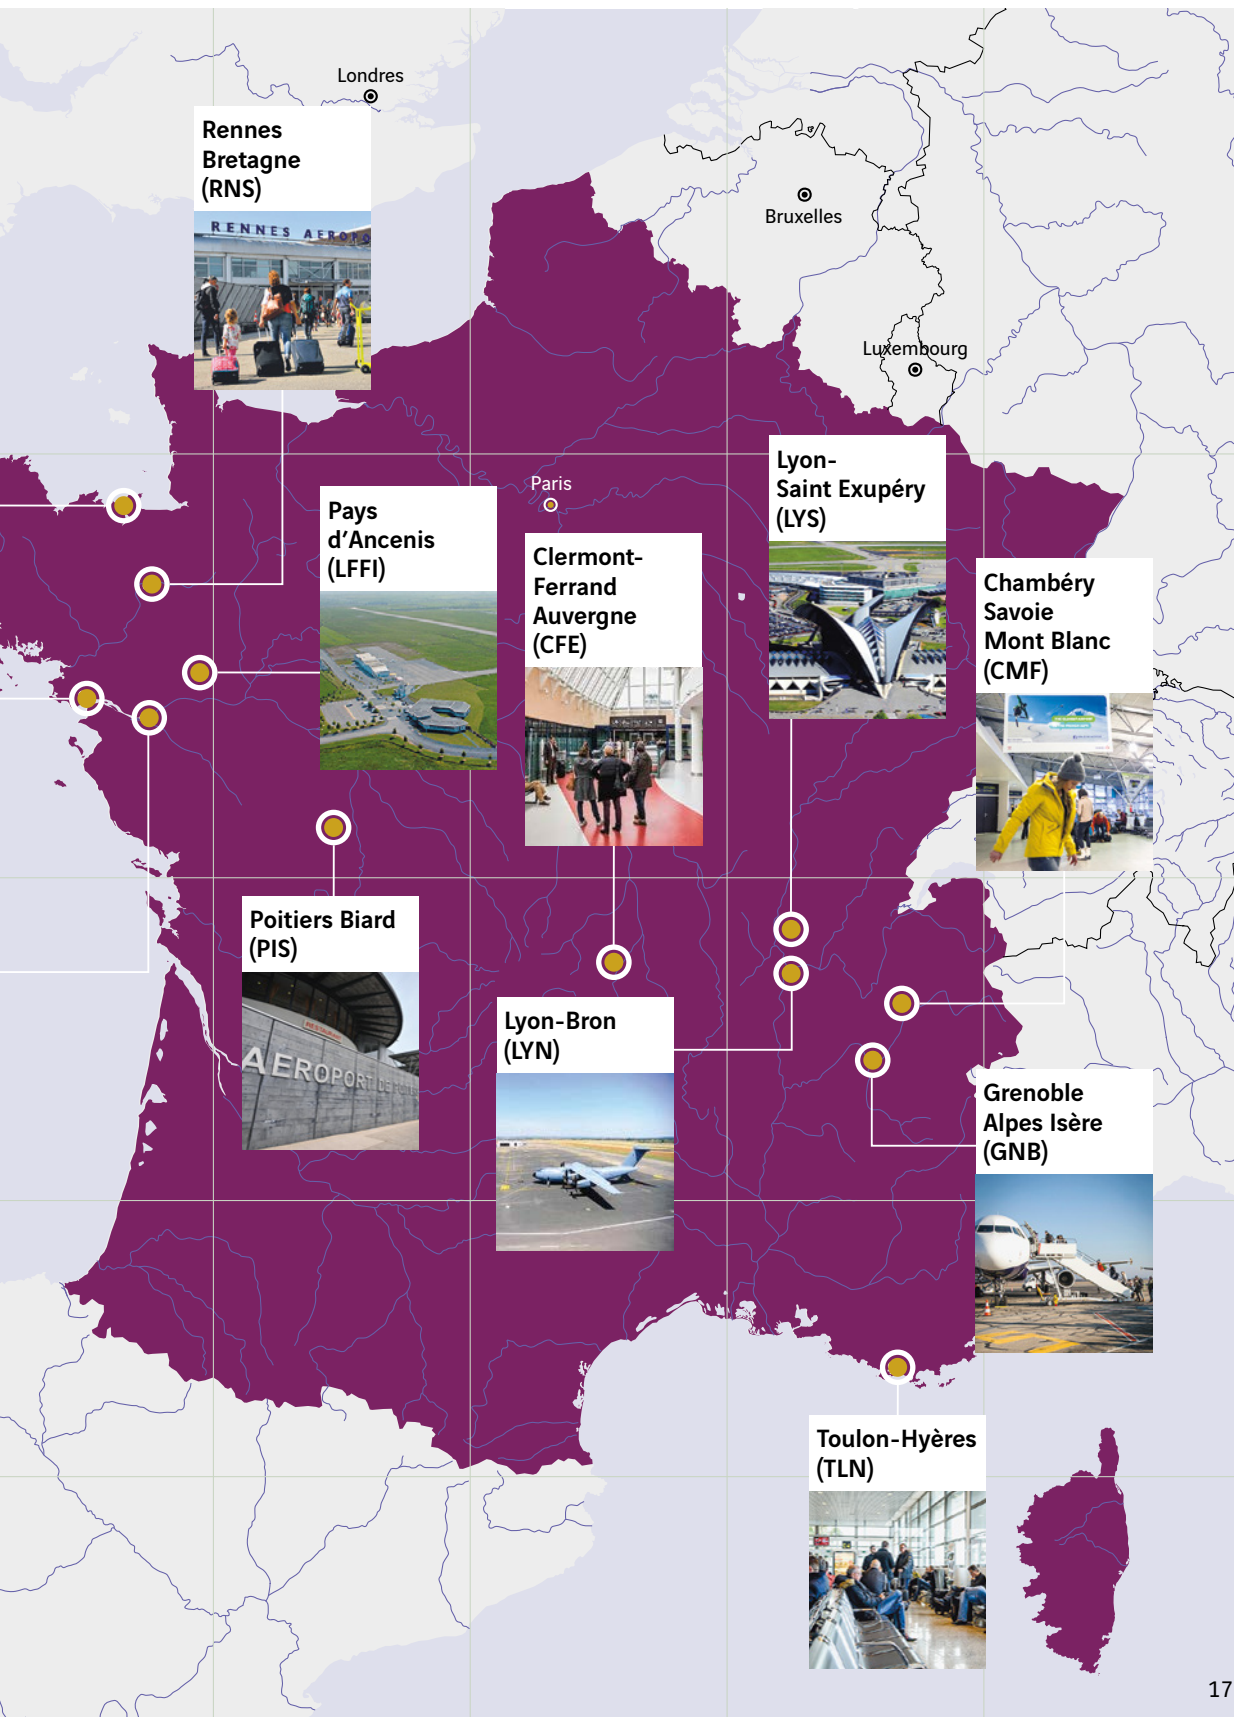 Londres
Rennes
Bretagne
(RNS)
RENNES AEROPO
Bruxelles
Luxembourg
Paris
Pays
d’Ancenis
(LFFI)
Clermont-
Ferrand
Auvergne
(CFE)
Lyon-
Saint Exupéry
(LYS)
Chambéry
Savoie
Mont Blanc
(CMF)
Poitiers Biard
(PIS)
RESTAURANT
AEROPORT DE
Lyon-Bron
(LYN)
Grenoble
Alpes Isère
(GNB)
Toulon-Hyères
(TLN)
17